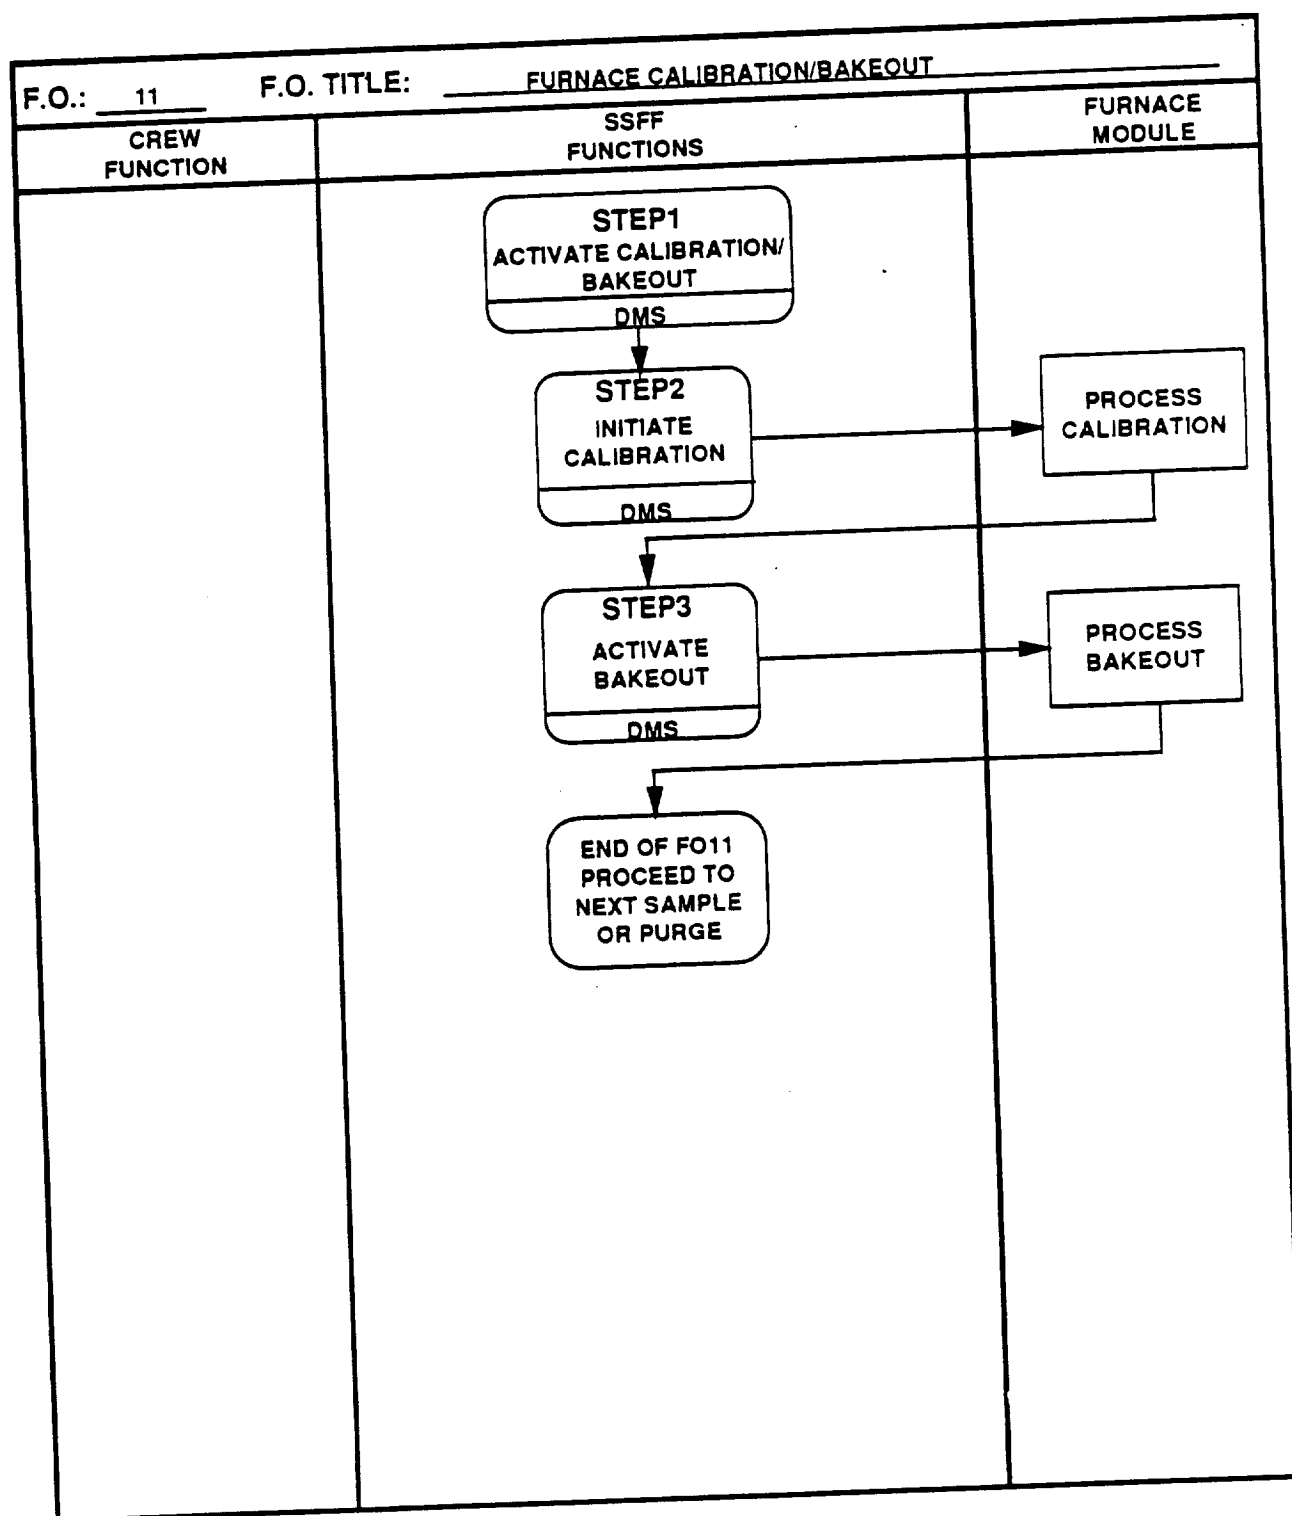 F.O.: 11 F.O. TITLE: FURNACE CALIBRATION/BAKEOUT
CREW
FUNCTION
SSFF
FUNCTIONS
FURNACE
MODULE
STEP1
ACTIVATE CALIBRATION/
BAKEOUT
DMS
STEP2
INITIATE
CALIBRATION
DMS
PROCESS
CALIBRATION
STEP3
ACTIVATE
BAKEOUT
DMS
PROCESS
BAKEOUT
END OF FO11
PROCEED TO
NEXT SAMPLE
OR PURGE